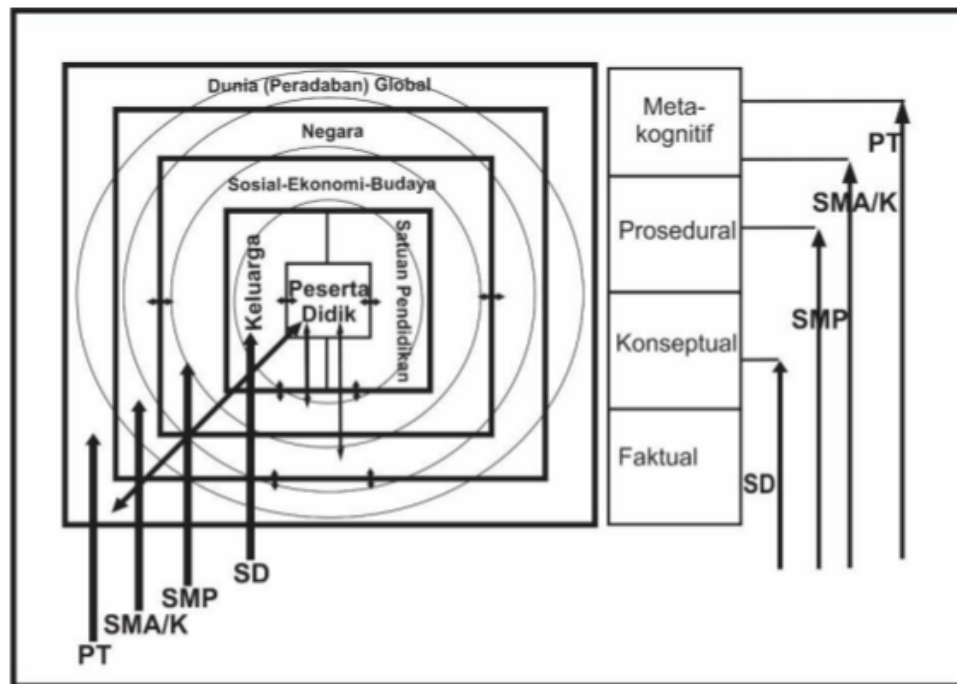 Dunia (Peradaban) Global
Negara
Sosial-Ekonomi-Budaya
Keluarga
Peserta
Didik
Satuan Pendidikan
SD
SMP
SMA/K
PT
Meta-
kognitif
Prosedural
Konseptual
Faktual
PT
SMA/K
SMP
SD